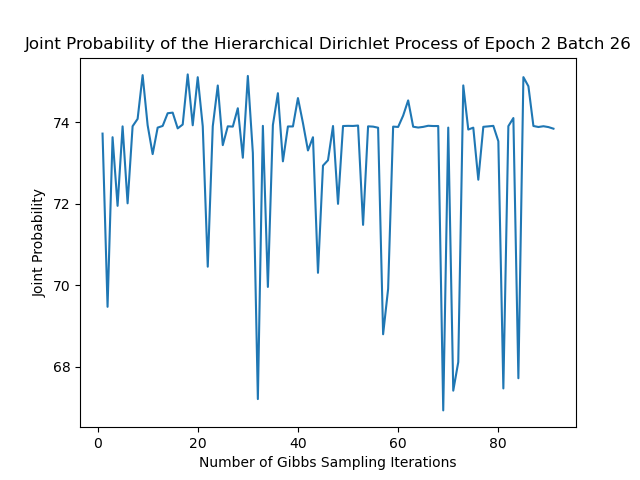 Joint Probability of the Hierarchical Dirichlet Process of Epoch 2 Batch 26
74
72
70
68
Joint Probability
0 20 40 60 80
Number of Gibbs Sampling Iterations